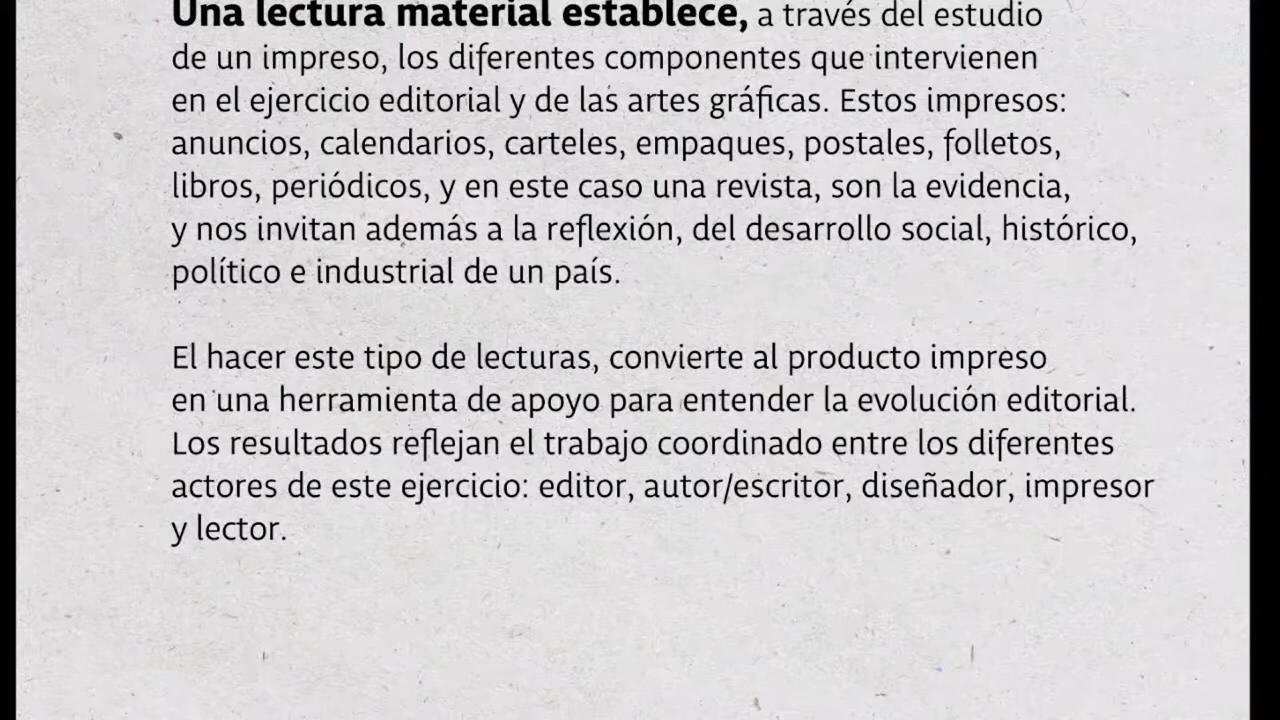 Una lectura material establece, a través del estudio
de un impreso, los diferentes componentes que intervienen
en el ejercicio editorial y de las artes gráficas. Estos impresos:
anuncios, calendarios, carteles, empaques, postales, folletos,
libros, periódicos, y en este caso una revista, son la evidencia,
y nos invitan además a la reflexión, del desarrollo social, histórico,
político e industrial de un país.
El hacer este tipo de lecturas, convierte al producto impreso
en una herramienta de apoyo para entender la evolución editorial.
Los resultados reflejan el trabajo coordinado entre los diferentes
actores de este ejercicio: editor, autor/escritor, diseñador, impresor
y lector.